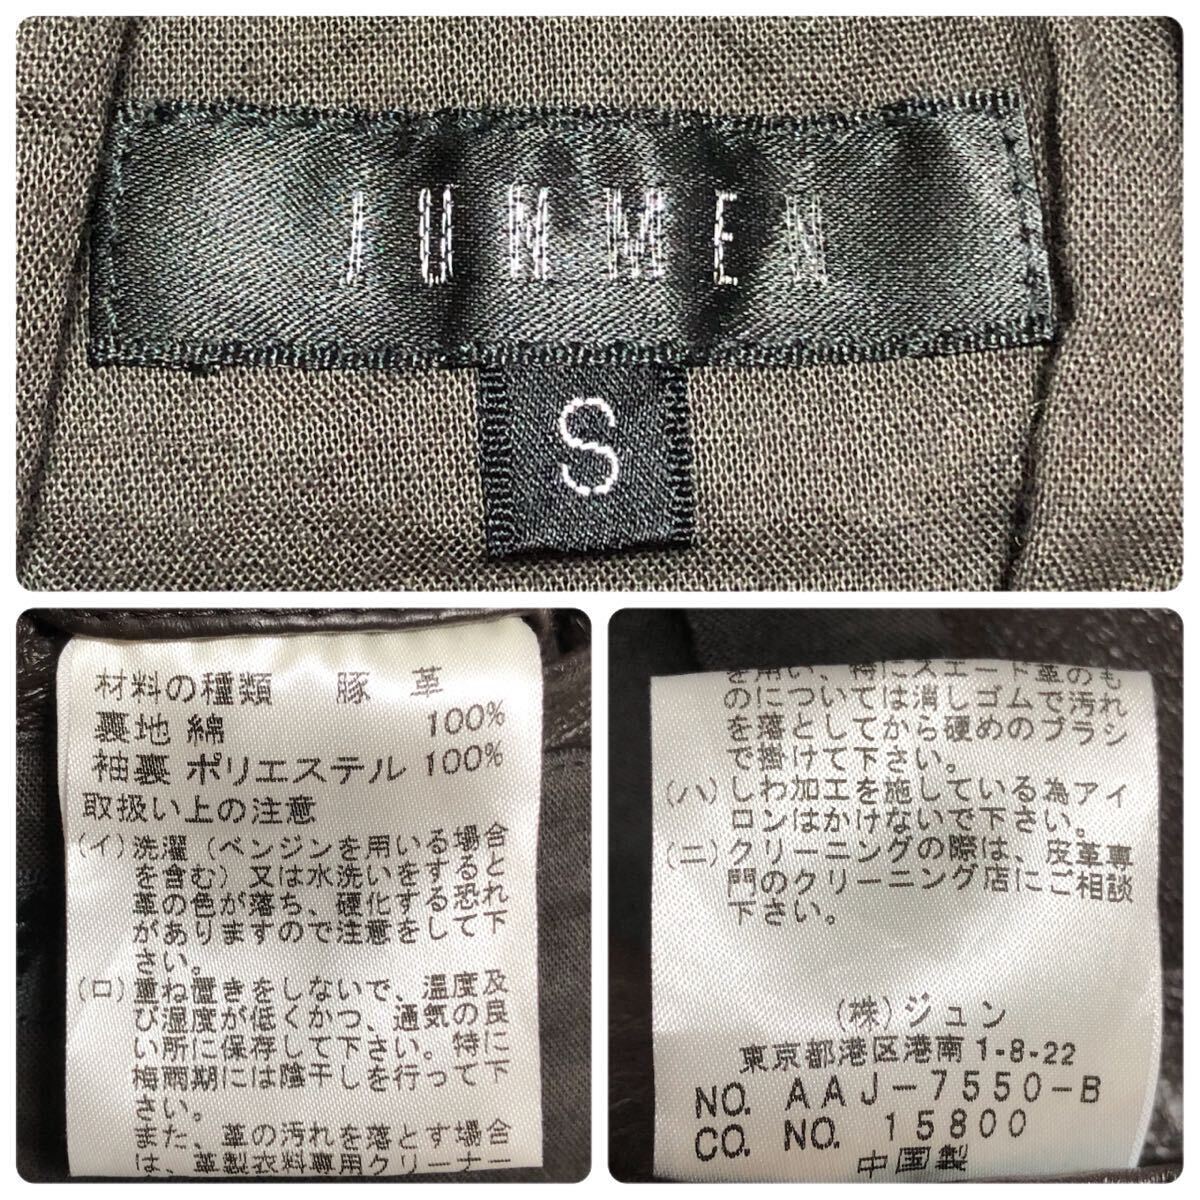 JUNMEN
S
材料の種類 豚 革
裏地 綿 100%
袖裏 ポリエステル 100%
取扱い上の注意
(イ)洗濯(ベンジンを用いる場合
を含む)又は水洗いをすると
革の色が落ち、硬化する恐れ
がありますので注意をして下
さい。
(ロ)重ね置きをしないで、温度及
び湿度が低くかつ、通気の良
い所に保存して下さい。特に
梅雨期には陰干しを行って下
さい。
また、革の汚れを落とす場合
は、革製衣料専用クリーナー
を用い、特にスエード革のも
のについては消しゴムで汚れ
を落としてから硬めのブラシ
で掛けて下さい。
(ハ)しわ加工を施している為アイ
ロンはかけないで下さい。
(ニ)クリーニングの際は、皮革専
門のクリーニング店にご相談
下さい。
(株)ジュン
東京都港区港南1-8-22
NO. AAJ-7550-B
CO. NO. 15800
中国製